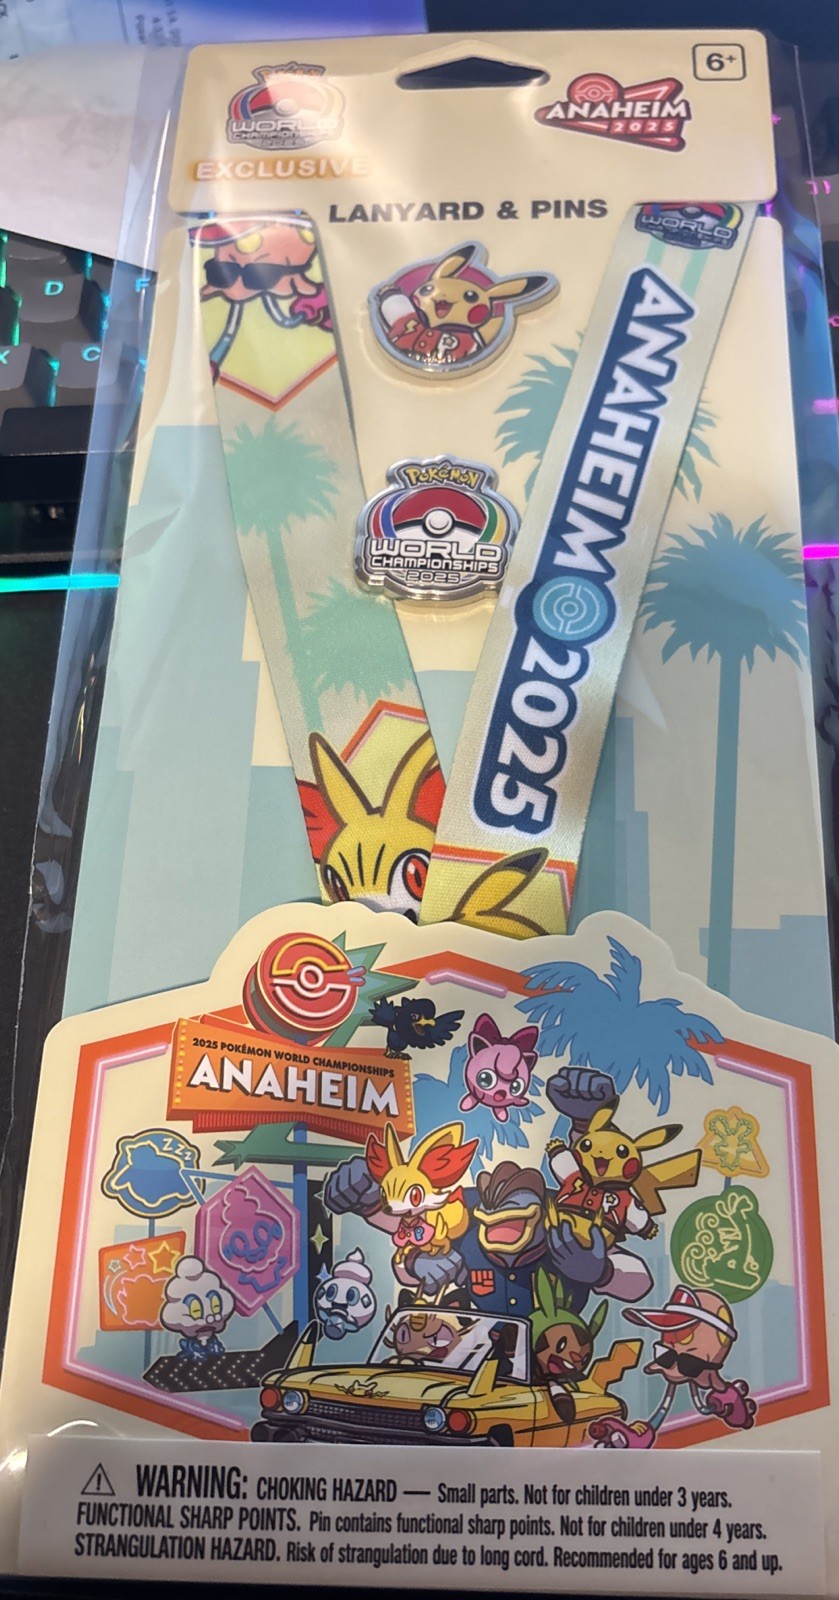 Pokémon
WORLD
CHAMPIONSHIPS
2025
EXCLUSIVE
ANAHEIM
2025
6+
LANYARD & PINS
WORLD
ANAHEIM 2025
Pokémon
WORLD
CHAMPIONSHIPS
2025
D
F
X
C
2025 POKÉMON WORLD CHAMPIONSHIPS
ANAHEIM
ZZZ
WARNING: CHOKING HAZARD — Small parts. Not for children under 3 years.
FUNCTIONAL SHARP POINTS. Pin contains functional sharp points. Not for children under 4 years.
STRANGULATION HAZARD. Risk of strangulation due to long cord. Recommended for ages 6 and up.